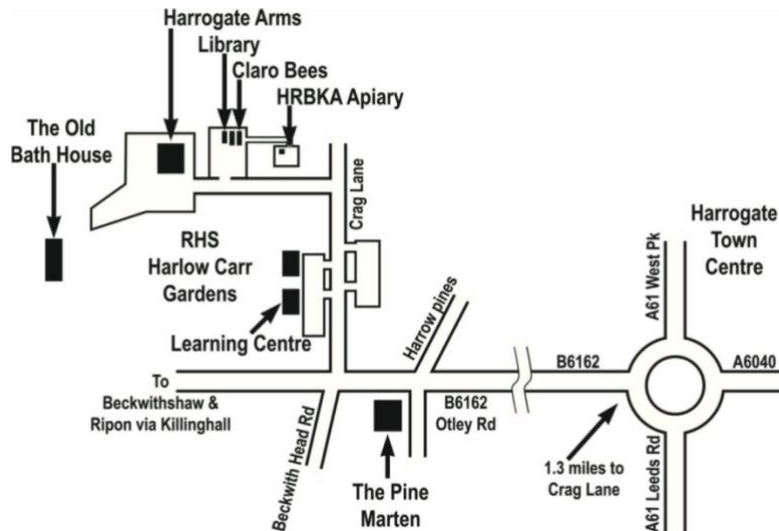 Harrogate Arms
Library
Claro Bees
HRBKA Apiary
The Old
Bath House
Crag Lane
RHS
Harlow Carr
Gardens
Harrogate
Town
Centre
A61 West Pk
Learning Centre
Harrow pines
To
Beckwithshaw &
Ripon via Killinghall
B6162
A6040
B6162
Otley Rd
Beckwith Head Rd
The Pine
Marten
1.3 miles to
Crag Lane
A61 Leeds Rd